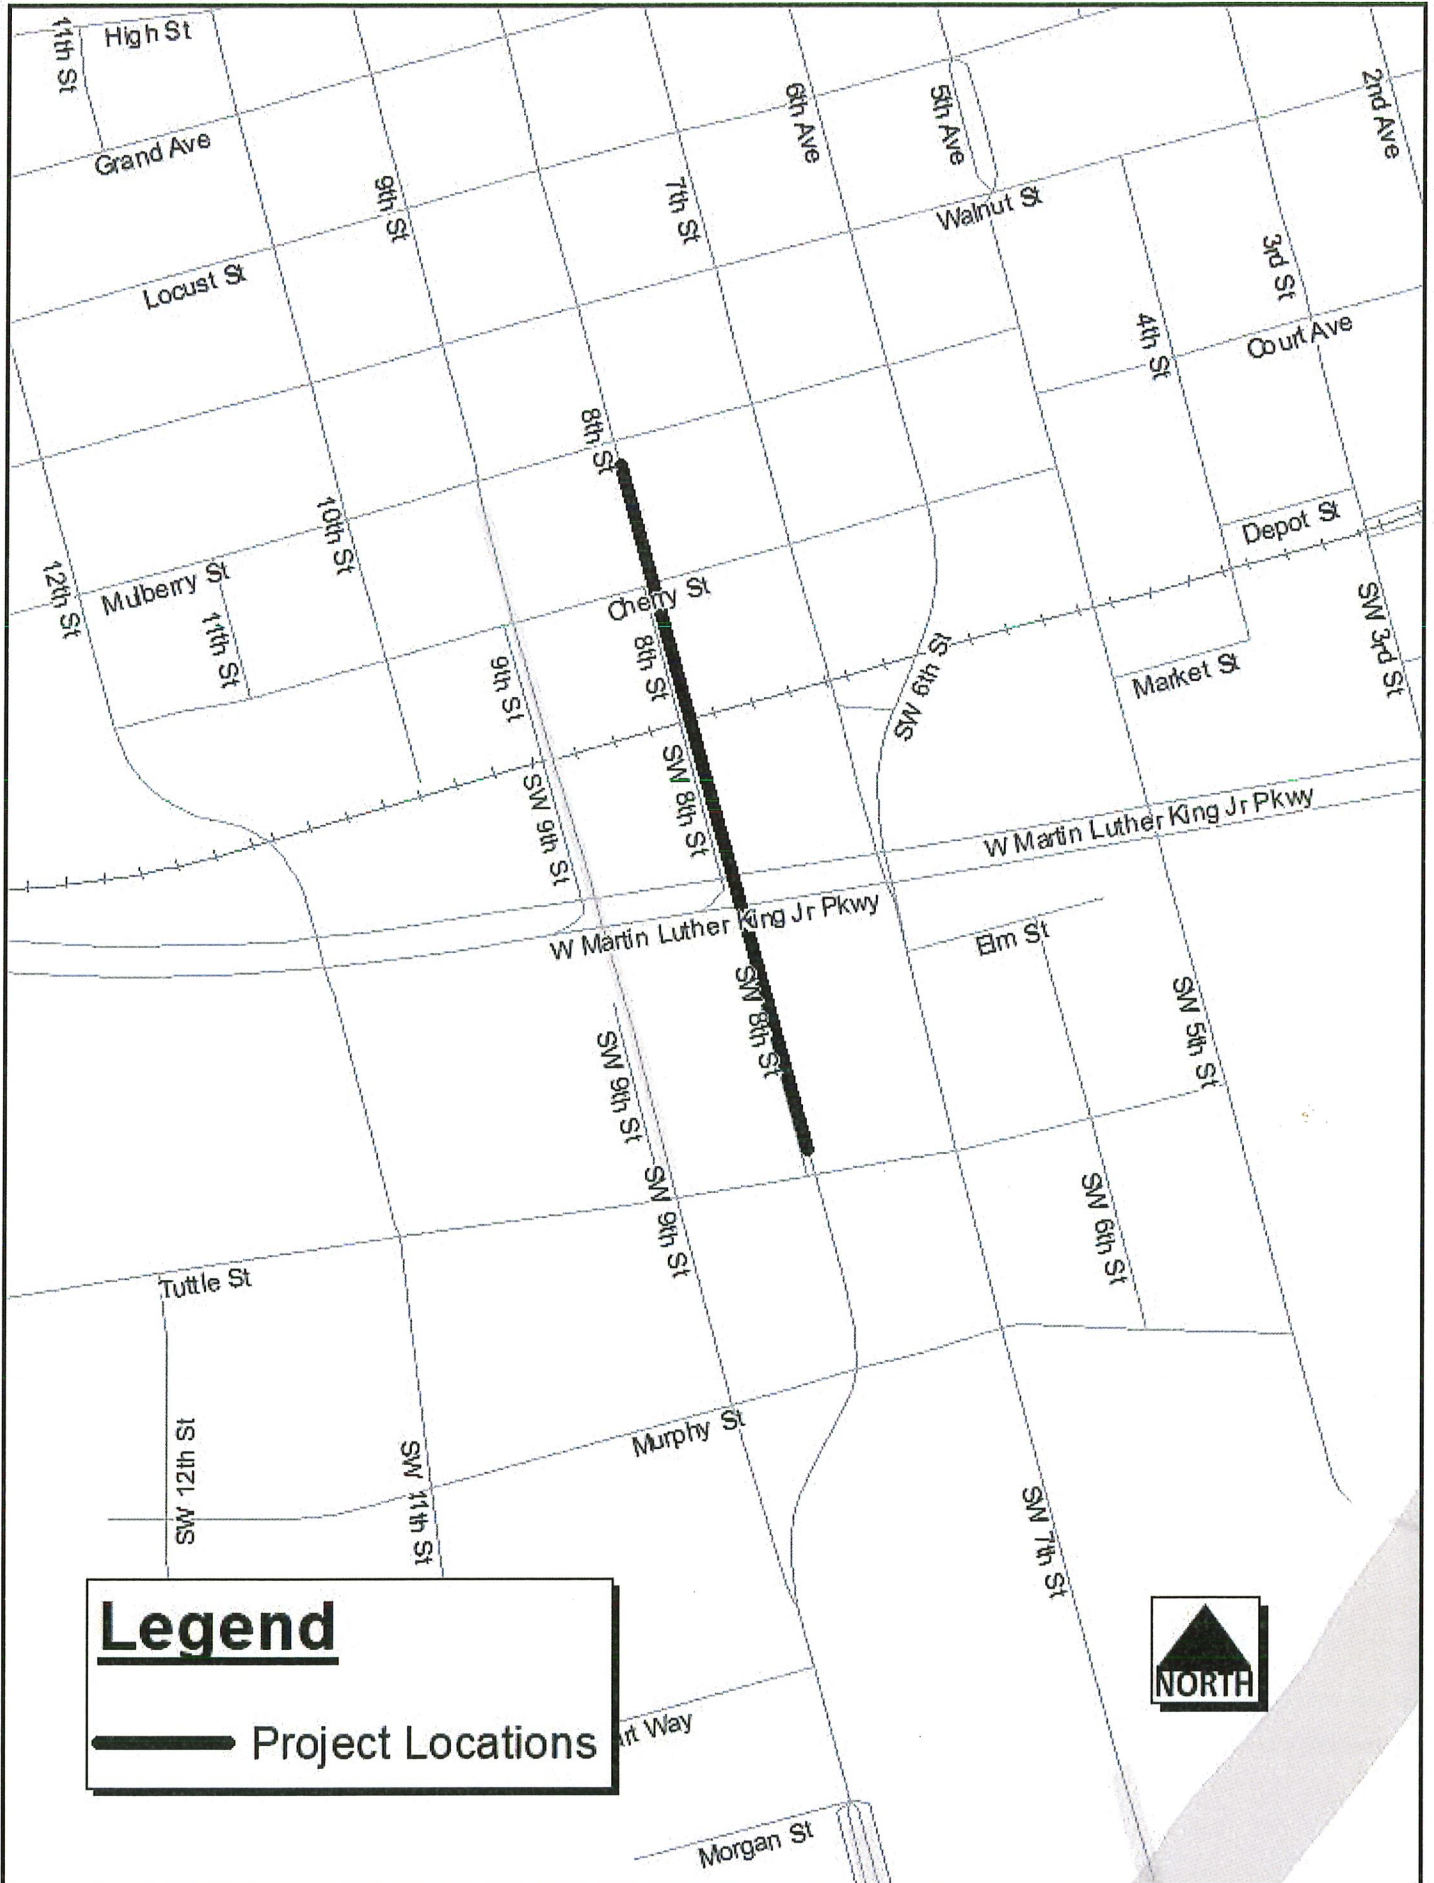 High St
11th St
Grand Ave
6th Ave
5th Ave
2nd Ave
9th St
7th St
Walnut St
Locust St
3rd St
4th St
Court Ave
8th St
10th St
Depot St
12th St
Mulberry St
11th St
Cherry St
9th St
8th St
SW 6th St
Market St
SW 3rd St
SW 9th St
SW 8th St
W Martin Luther King Jr Pkwy
W Martin Luther King Jr Pkwy
Elm St
SW 8th St
SW 5th St
SW 9th St
SW 9th St
SW 6th St
Tuttle St
Murphy St
SW 12th St
SW 11th St
SW 7th St
Legend
Project Locations
NORTH
Way
Morgan St